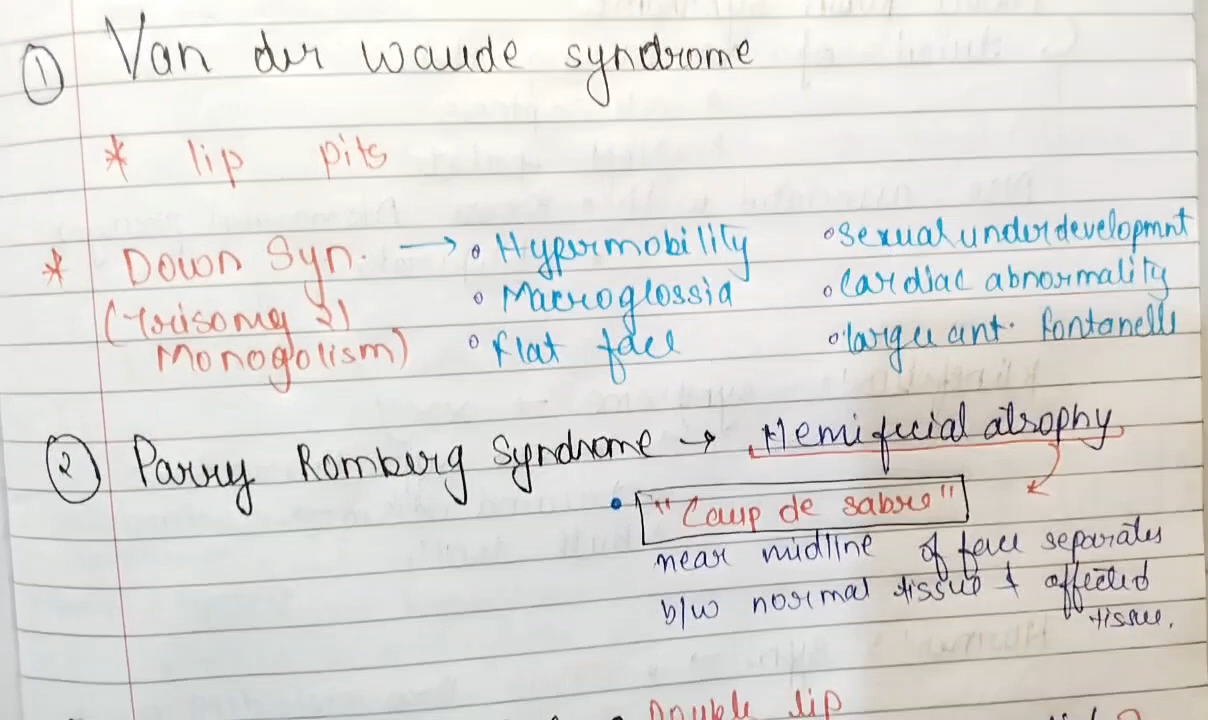 ① Van der waude syndrome
* lip pits
* Down Syn. → • Hypermobility • sexual underdevelopmnt
(Trisomy 21 • Macroglossia • Cardiac abnormality
Monogolism) • flat face • large ant. fontanelle
② Parry Romberg Syndrome → Hemifacial atrophy
• "Coup de sabre"
near midline of face separates
b/w normal tissue & affected
tissue.
Double lip